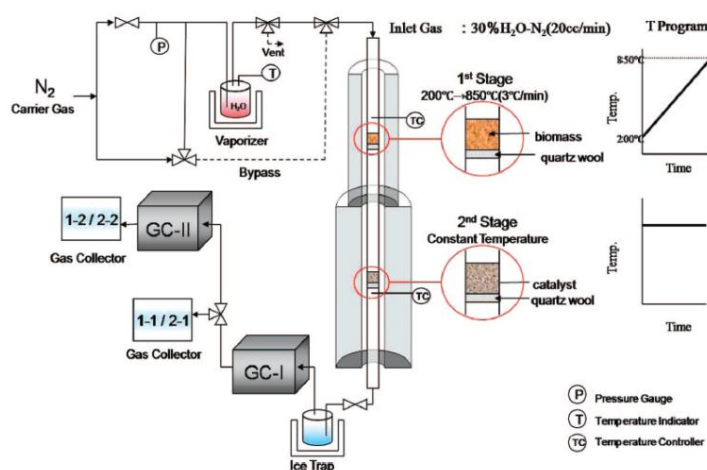 Inlet Gas : 30%H₂O-N₂(20cc/min)
T Program
P
Vent
T
N₂
Carrier Gas
H₂O
Vaporizer
Bypass
TC
1st Stage
200℃→850℃(3℃/min)
biomass
quartz wool
850℃
Temp.
200℃
Time
1-2 / 2-2
Gas Collector
GC-II
2nd Stage
Constant Temperature
catalyst
quartz wool
TC
Temp.
Time
1-1 / 2-1
Gas Collector
GC-I
Ice Trap
P Pressure Gauge
T Temperature Indicator
TC Temperature Controller